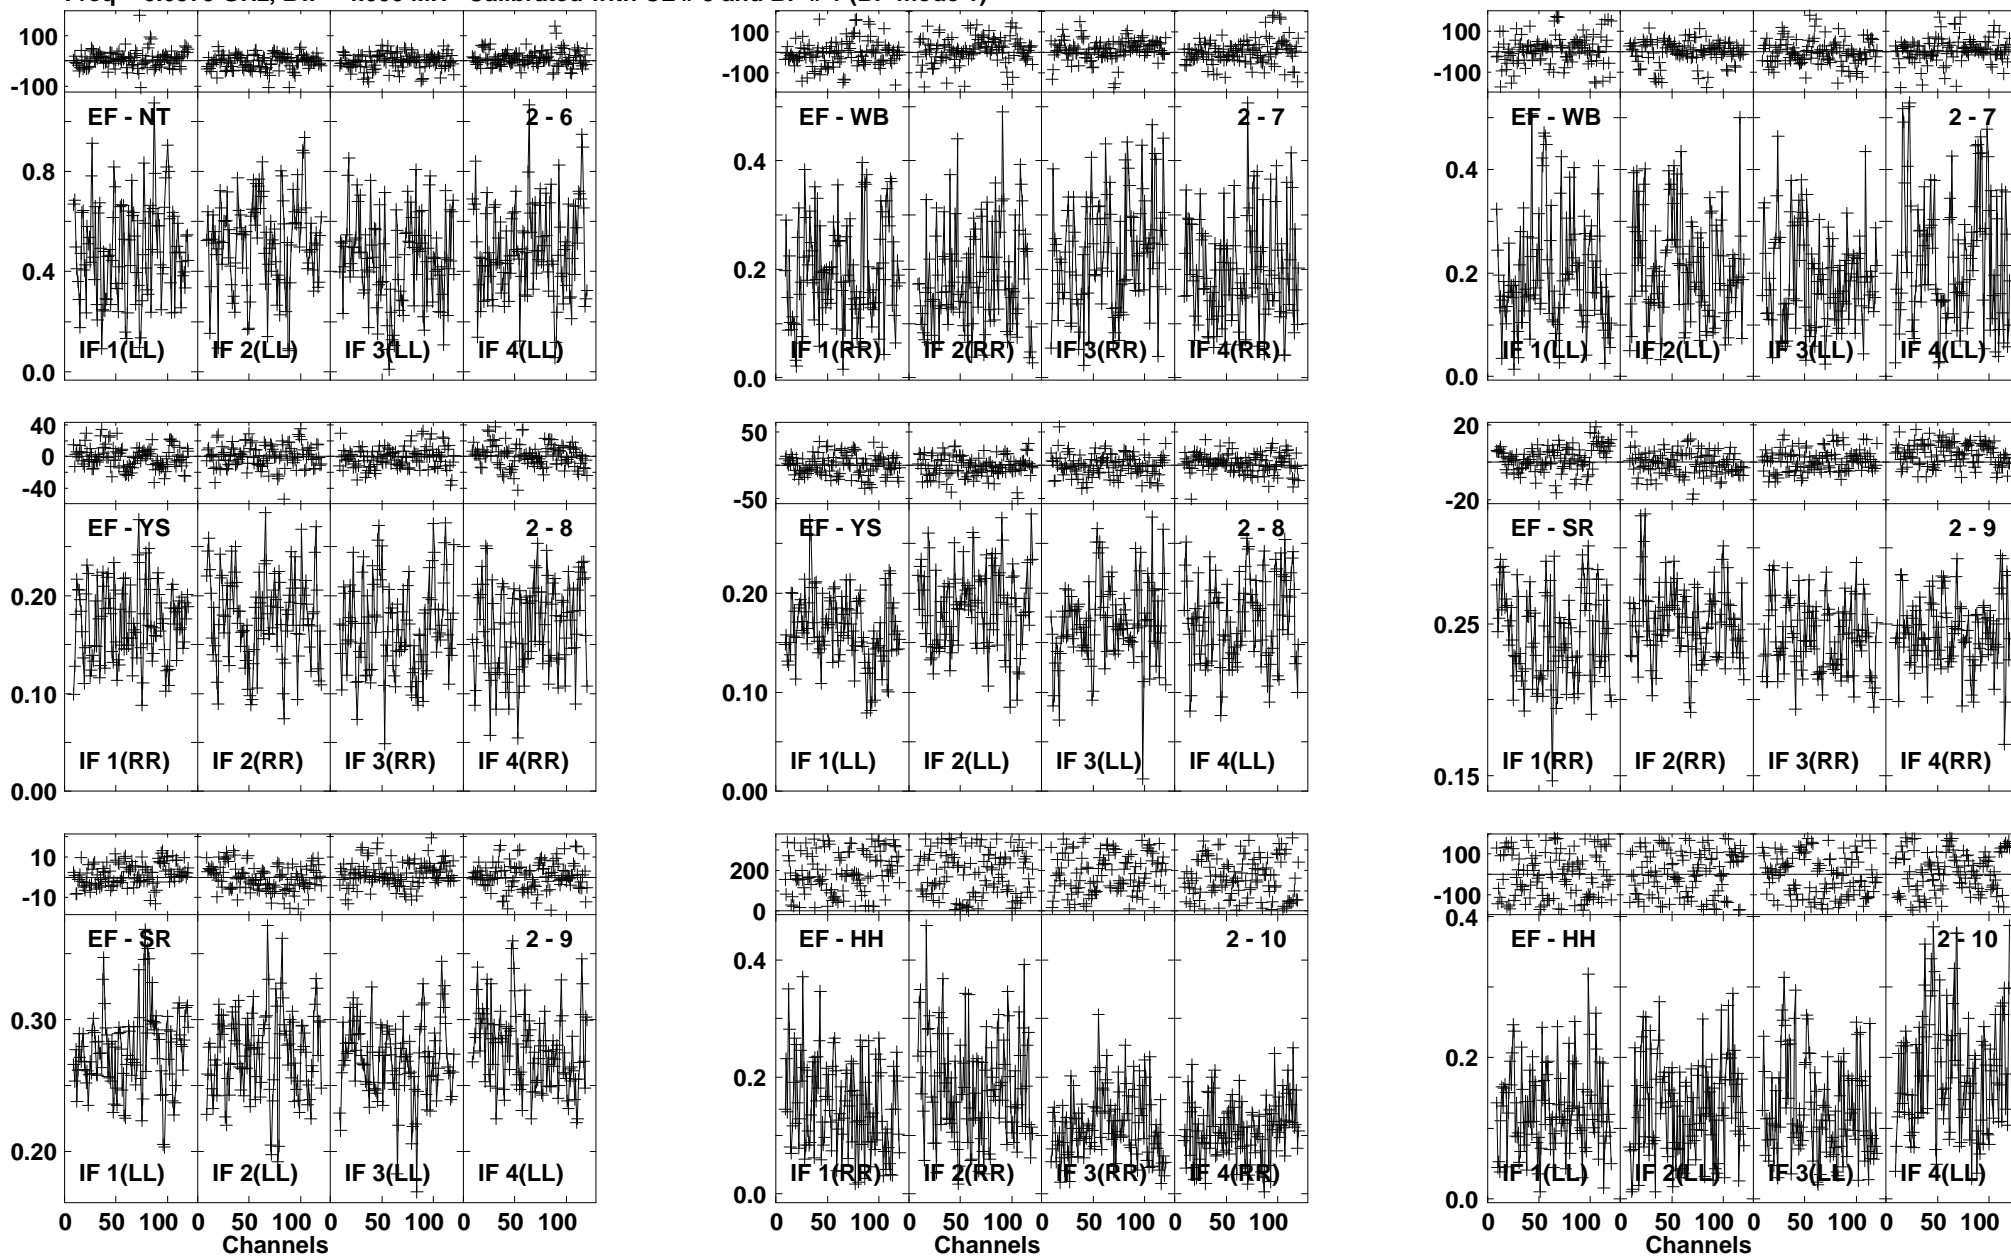 100 100 100
-100 -100 -100
EF - NT 2 - 6 EF - WB 2 - 7 EF - WB 2 - 7
0.8 0.4 0.4
0.4 0.2 0.2
IF 1(LL) IF 2(LL) IF 3(LL) IF 4(LL) IF 1(RR) IF 2(RR) IF 3(RR) IF 4(RR) IF 1(LL) IF 2(LL) IF 3(LL) IF 4(LL)
0.0 0.0 0.0
40 50 20
0
-40 -50 -20
EF - YS 2 - 8 EF - YS 2 - 8 EF - SR 2 - 9
0.20 0.20 0.25
0.10 0.10
IF 1(RR) IF 2(RR) IF 3(RR) IF 4(RR) IF 1(LL) IF 2(LL) IF 3(LL) IF 4(LL) IF 1(RR) IF 2(RR) IF 3(RR) IF 4(RR)
0.00 0.00 0.15
10 200 100
-10 0 -100
EF - SR 2 - 9 EF - HH 2 - 10 EF - HH 2 - 10
0.4 0.4
0.30 0.2 0.2
0.20
IF 1(LL) IF 2(LL) IF 3(LL) IF 4(LL) IF 1(RR) IF 2(RR) IF 3(RR) IF 4(RR) IF 1(LL) IF 2(LL) IF 3(LL) IF 4(LL)
0.0 0.0
0 50 100 0 50 100 0 50 100 0 50 100 0 50 100 0 50 100 0 50 100 0 50 100 0 50 100 0 50 100 0 50 100 0 50 100
Channels Channels Channels